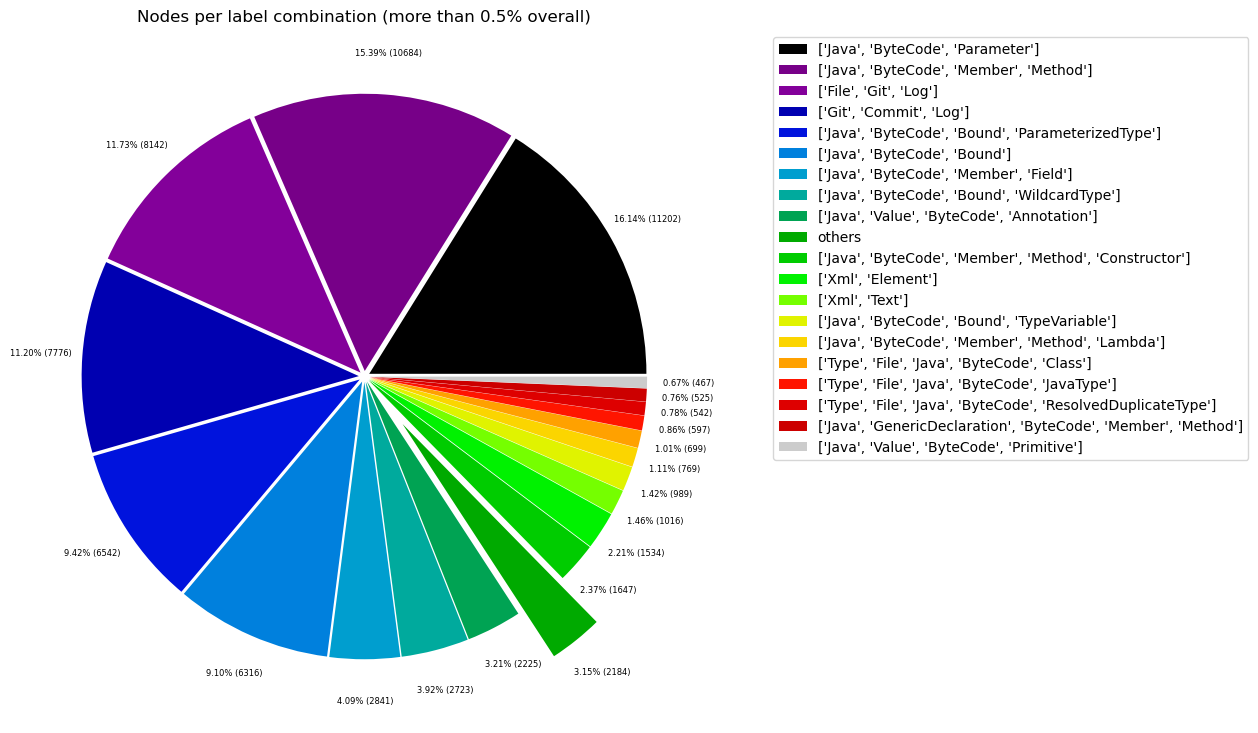 Nodes per label combination (more than 0.5% overall)
15.39% (10684)
11.73% (8142)
16.14% (11202)
11.20% (7776)
0.67% (467)
0.76% (525)
0.78% (542)
0.86% (597)
1.01% (699)
1.11% (769)
1.42% (989)
1.46% (1016)
2.21% (1534)
9.42% (6542)
2.37% (1647)
3.21% (2225)
3.15% (2184)
9.10% (6316)
3.92% (2723)
4.09% (2841)
['Java', 'ByteCode', 'Parameter']
['Java', 'ByteCode', 'Member', 'Method']
['File', 'Git', 'Log']
['Git', 'Commit', 'Log']
['Java', 'ByteCode', 'Bound', 'ParameterizedType']
['Java', 'ByteCode', 'Bound']
['Java', 'ByteCode', 'Member', 'Field']
['Java', 'ByteCode', 'Bound', 'WildcardType']
['Java', 'Value', 'ByteCode', 'Annotation']
others
['Java', 'ByteCode', 'Member', 'Method', 'Constructor']
['Xml', 'Element']
['Xml', 'Text']
['Java', 'ByteCode', 'Bound', 'TypeVariable']
['Java', 'ByteCode', 'Member', 'Method', 'Lambda']
['Type', 'File', 'Java', 'ByteCode', 'Class']
['Type', 'File', 'Java', 'ByteCode', 'JavaType']
['Type', 'File', 'Java', 'ByteCode', 'ResolvedDuplicateType']
['Java', 'GenericDeclaration', 'ByteCode', 'Member', 'Method']
['Java', 'Value', 'ByteCode', 'Primitive']